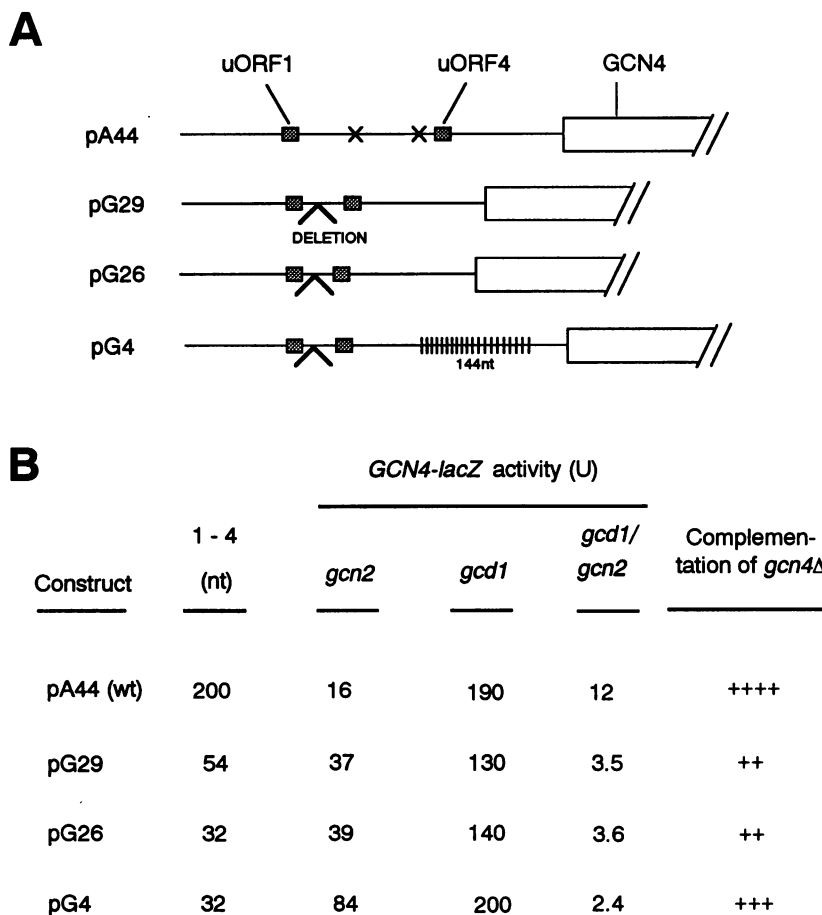 A
uORF1 uORF4 GCN4
pA44
pG29
DELETION
pG26
pG4
144nt
B
GCN4-lacZ activity (U)
Construct 1 - 4 (nt) gcn2 gcd1 gcd1/gcn2 Complemen-tation of gcn4Δ
pA44 (wt) 200 16 190 12 ++++
pG29 54 37 130 3.5 ++
pG26 32 39 140 3.6 ++
pG4 32 84 200 2.4 +++